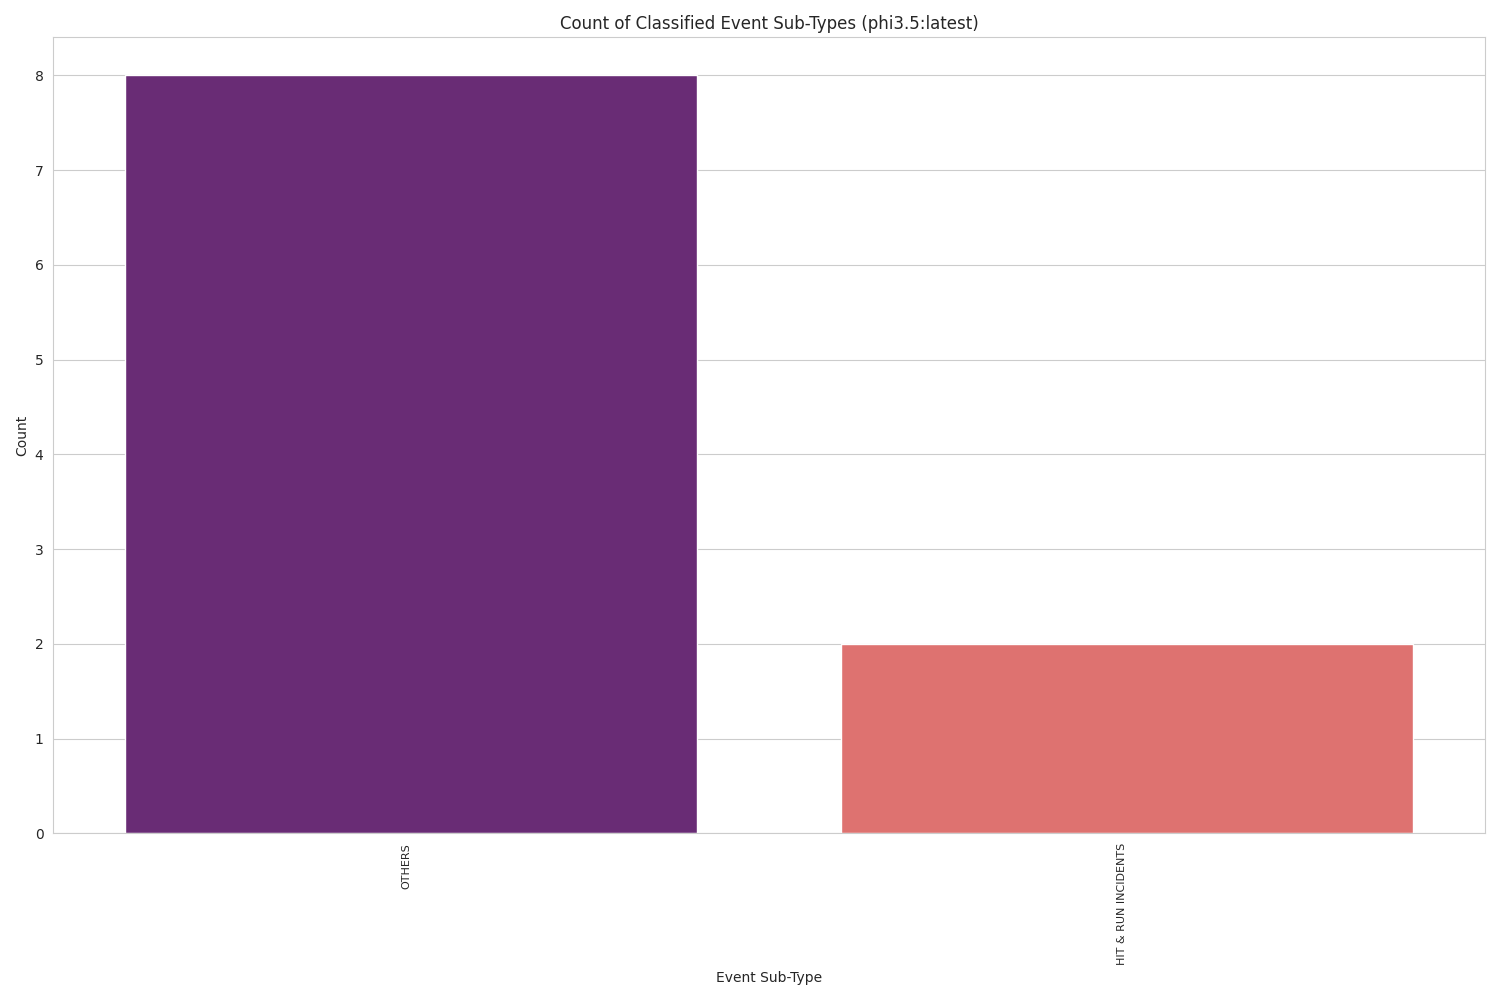 Count of Classified Event Sub-Types (phi3.5:latest)
8
7
6
5
4
3
2
1
0
Count
OTHERS
HIT & RUN INCIDENTS
Event Sub-Type